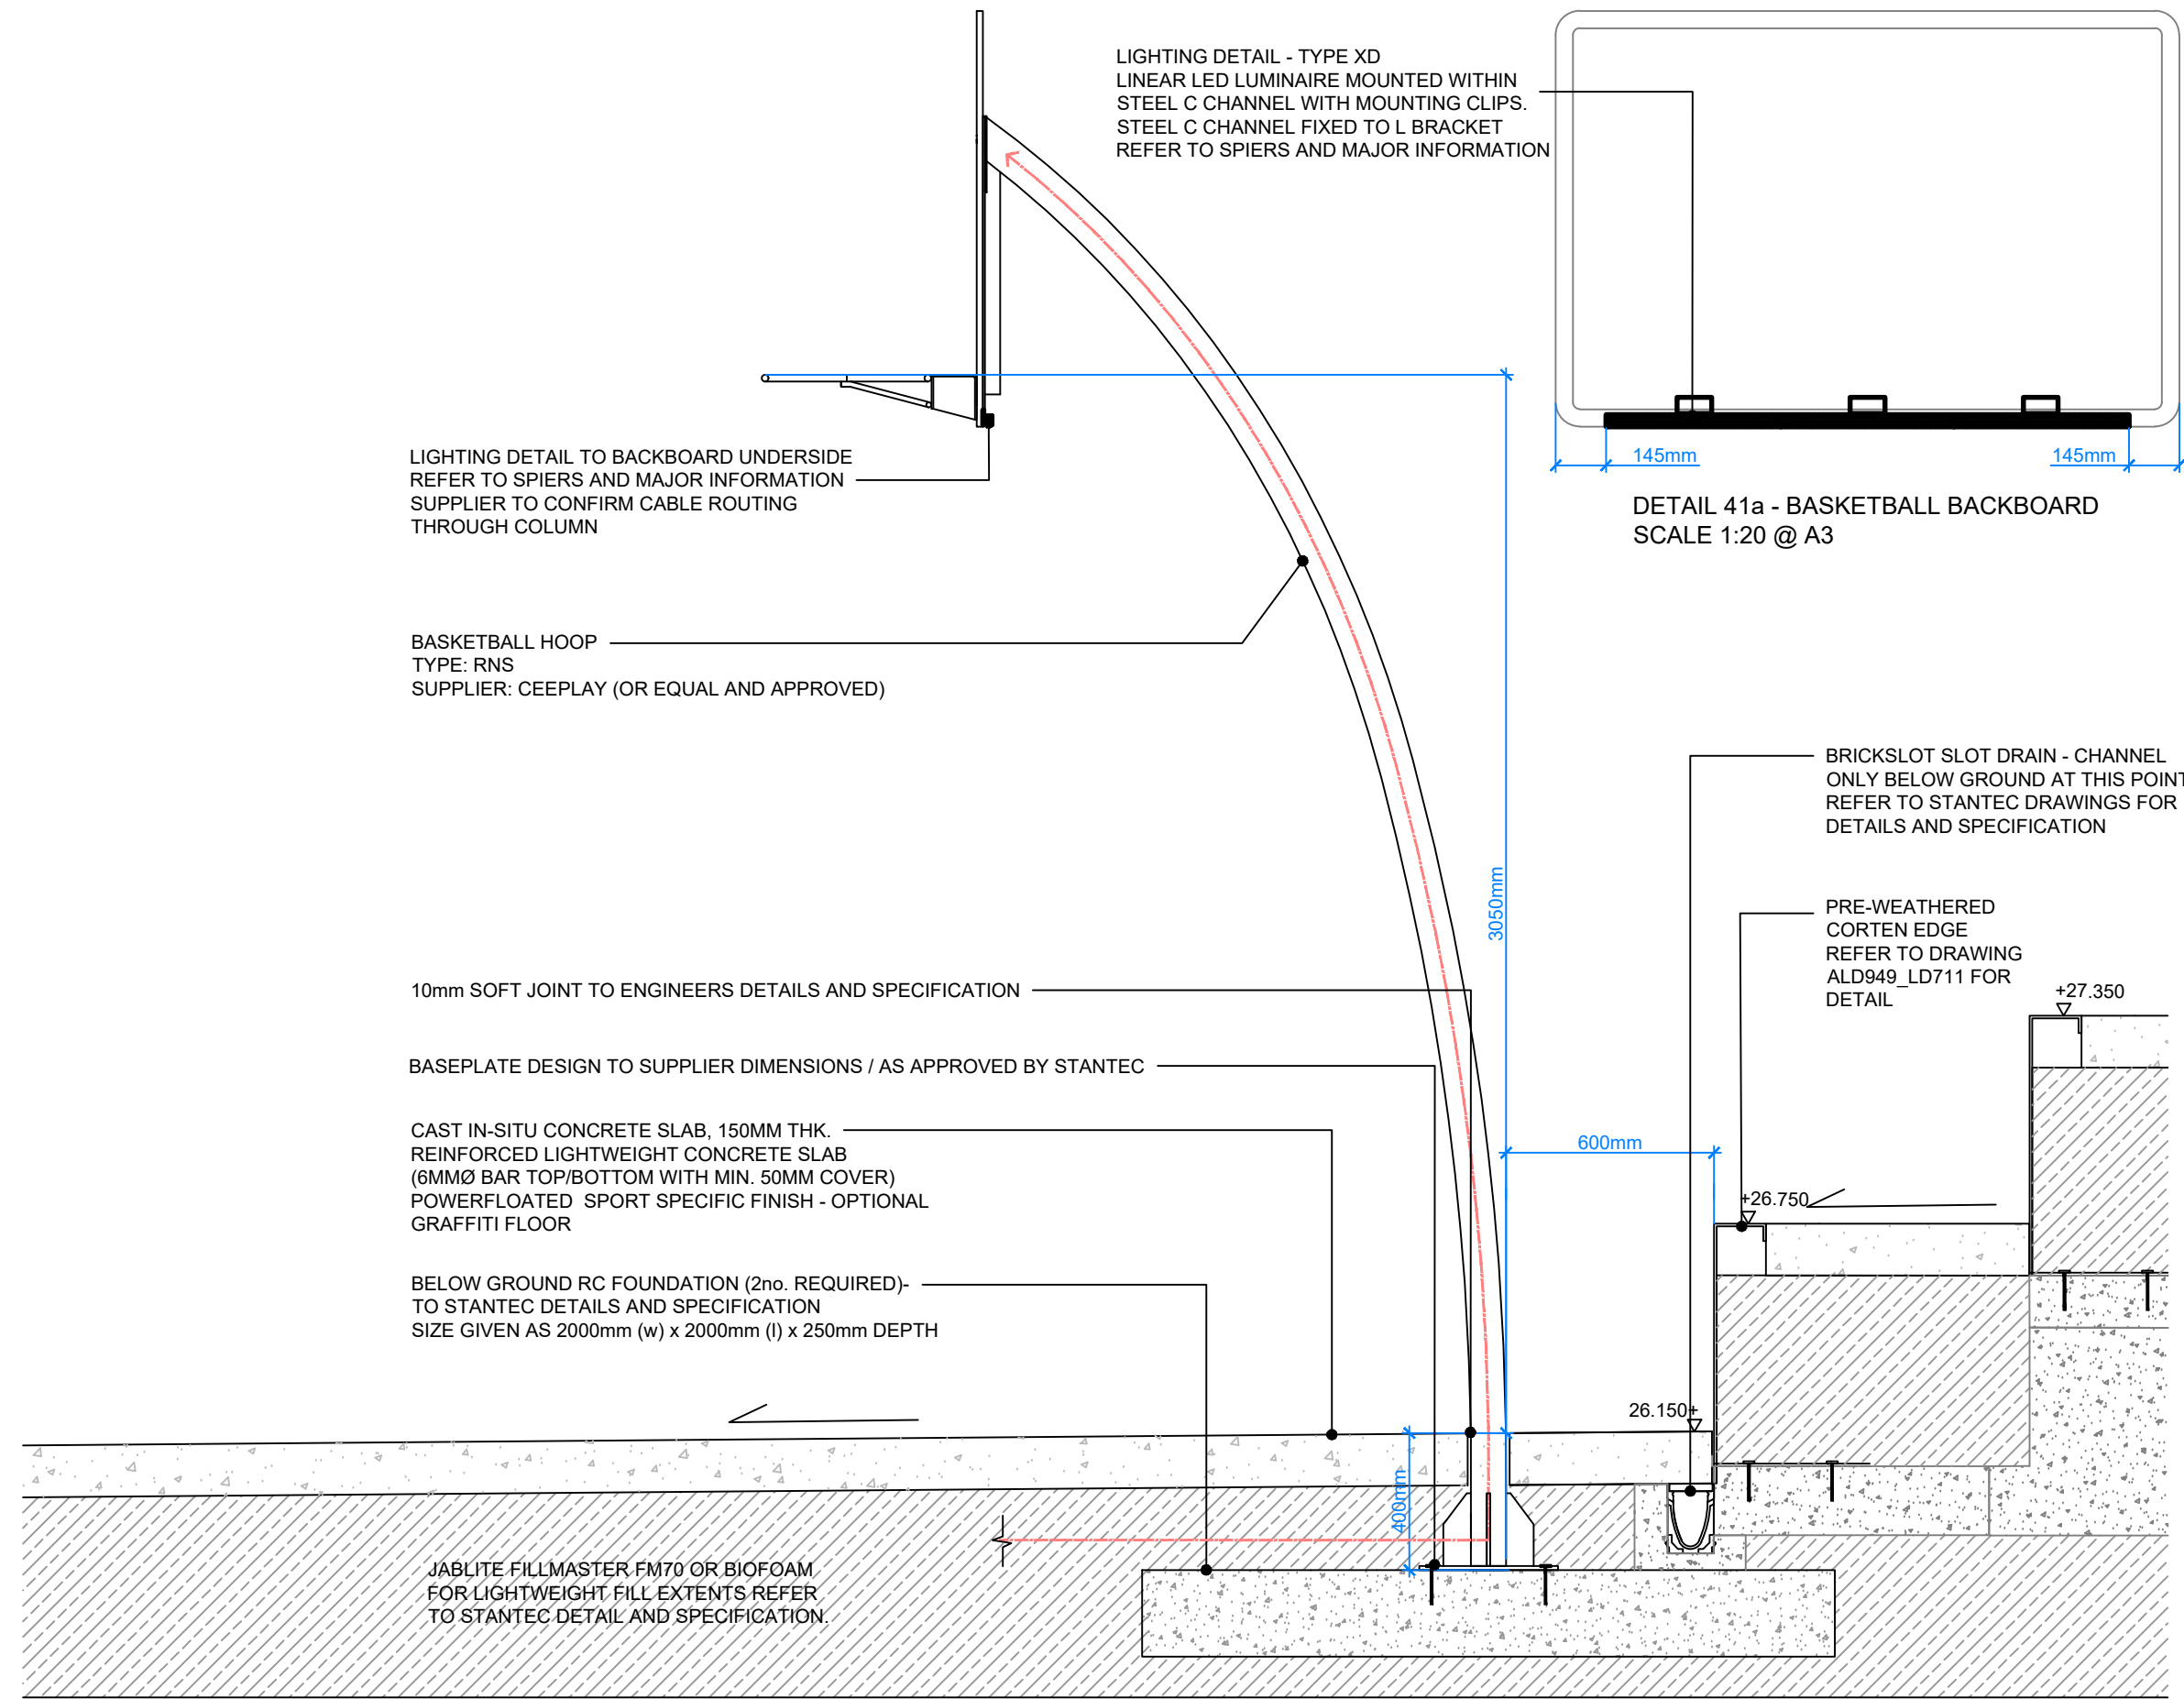 LIGHTING DETAIL - TYPE XD
LINEAR LED LUMINAIRE MOUNTED WITHIN
STEEL C CHANNEL WITH MOUNTING CLIPS.
STEEL C CHANNEL FIXED TO L BRACKET
REFER TO SPIERS AND MAJOR INFORMATION
145mm
145mm
DETAIL 41a - BASKETBALL BACKBOARD
SCALE 1:20 @ A3
LIGHTING DETAIL TO BACKBOARD UNDERSIDE
REFER TO SPIERS AND MAJOR INFORMATION
SUPPLIER TO CONFIRM CABLE ROUTING
THROUGH COLUMN
BASKETBALL HOOP
TYPE: RNS
SUPPLIER: CEEPLAY (OR EQUAL AND APPROVED)
BRICKSLOT SLOT DRAIN - CHANNEL
ONLY BELOW GROUND AT THIS POINT
REFER TO STANTEC DRAWINGS FOR
DETAILS AND SPECIFICATION
3050mm
PRE-WEATHERED
CORTEN EDGE
REFER TO DRAWING
ALD949_LD711 FOR
DETAIL
+27.350
10mm SOFT JOINT TO ENGINEERS DETAILS AND SPECIFICATION
BASEPLATE DESIGN TO SUPPLIER DIMENSIONS / AS APPROVED BY STANTEC
CAST IN-SITU CONCRETE SLAB, 150MM THK.
REINFORCED LIGHTWEIGHT CONCRETE SLAB
(6MMØ BAR TOP/BOTTOM WITH MIN. 50MM COVER)
POWERFLOATED  SPORT SPECIFIC FINISH - OPTIONAL
GRAFFITI FLOOR
600mm
+26.750
BELOW GROUND RC FOUNDATION (2no. REQUIRED)-
TO STANTEC DETAILS AND SPECIFICATION
SIZE GIVEN AS 2000mm (w) x 2000mm (l) x 250mm DEPTH
26.150+
400mm
JABLITE FILLMASTER FM70 OR BIOFOAM
FOR LIGHTWEIGHT FILL EXTENTS REFER
TO STANTEC DETAIL AND SPECIFICATION.